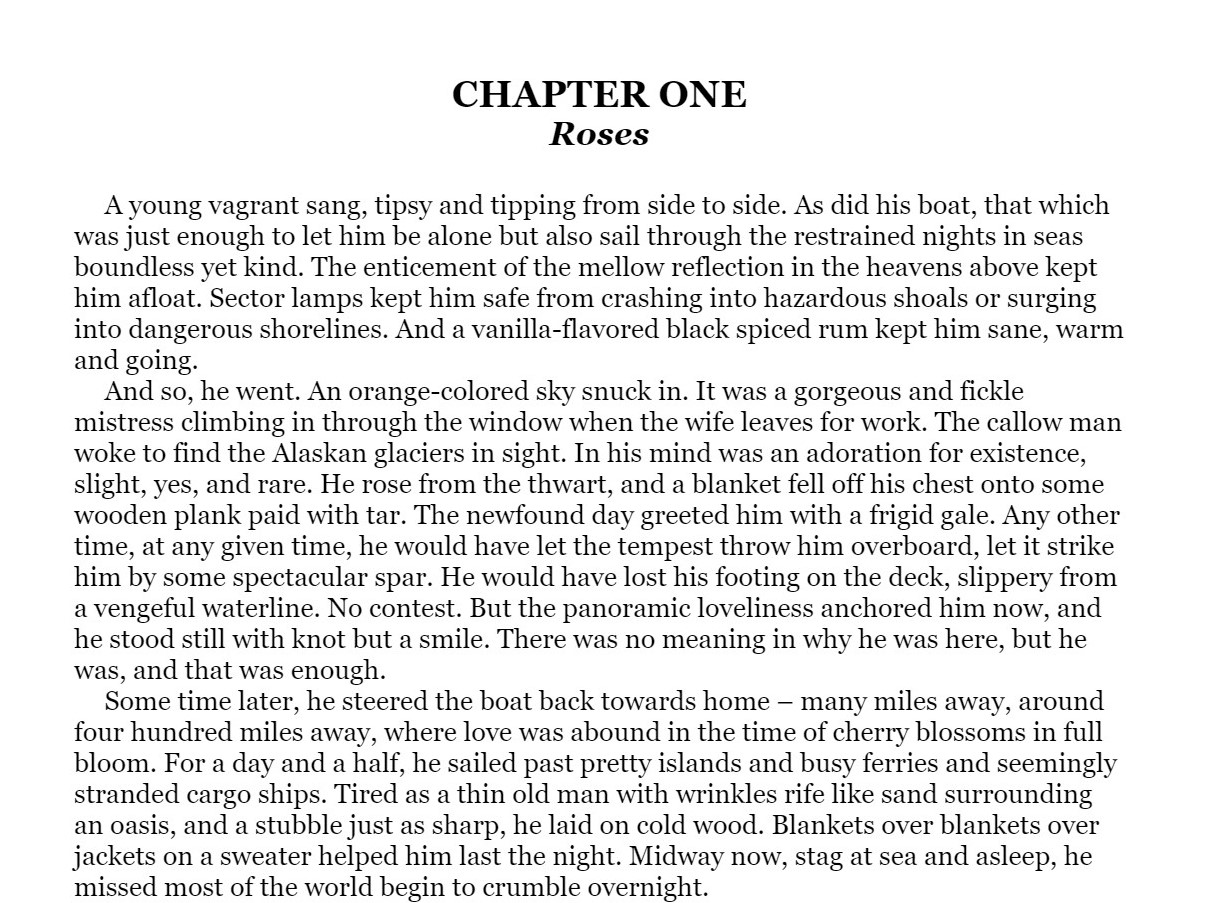 CHAPTER ONE
Roses
A young vagrant sang, tipsy and tipping from side to side. As did his boat, that which
was just enough to let him be alone but also sail through the restrained nights in seas
boundless yet kind. The enticement of the mellow reflection in the heavens above kept
him afloat. Sector lamps kept him safe from crashing into hazardous shoals or surging
into dangerous shorelines. And a vanilla-flavored black spiced rum kept him sane, warm
and going.
And so, he went. An orange-colored sky snuck in. It was a gorgeous and fickle
mistress climbing in through the window when the wife leaves for work. The callow man
woke to find the Alaskan glaciers in sight. In his mind was an adoration for existence,
slight, yes, and rare. He rose from the thwart, and a blanket fell off his chest onto some
wooden plank paid with tar. The newfound day greeted him with a frigid gale. Any other
time, at any given time, he would have let the tempest throw him overboard, let it strike
him by some spectacular spar. He would have lost his footing on the deck, slippery from
a vengeful waterline. No contest. But the panoramic loveliness anchored him now, and
he stood still with knot but a smile. There was no meaning in why he was here, but he
was, and that was enough.
Some time later, he steered the boat back towards home – many miles away, around
four hundred miles away, where love was abound in the time of cherry blossoms in full
bloom. For a day and a half, he sailed past pretty islands and busy ferries and seemingly
stranded cargo ships. Tired as a thin old man with wrinkles rife like sand surrounding
an oasis, and a stubble just as sharp, he laid on cold wood. Blankets over blankets over
jackets on a sweater helped him last the night. Midway now, stag at sea and asleep, he
missed most of the world begin to crumble overnight.